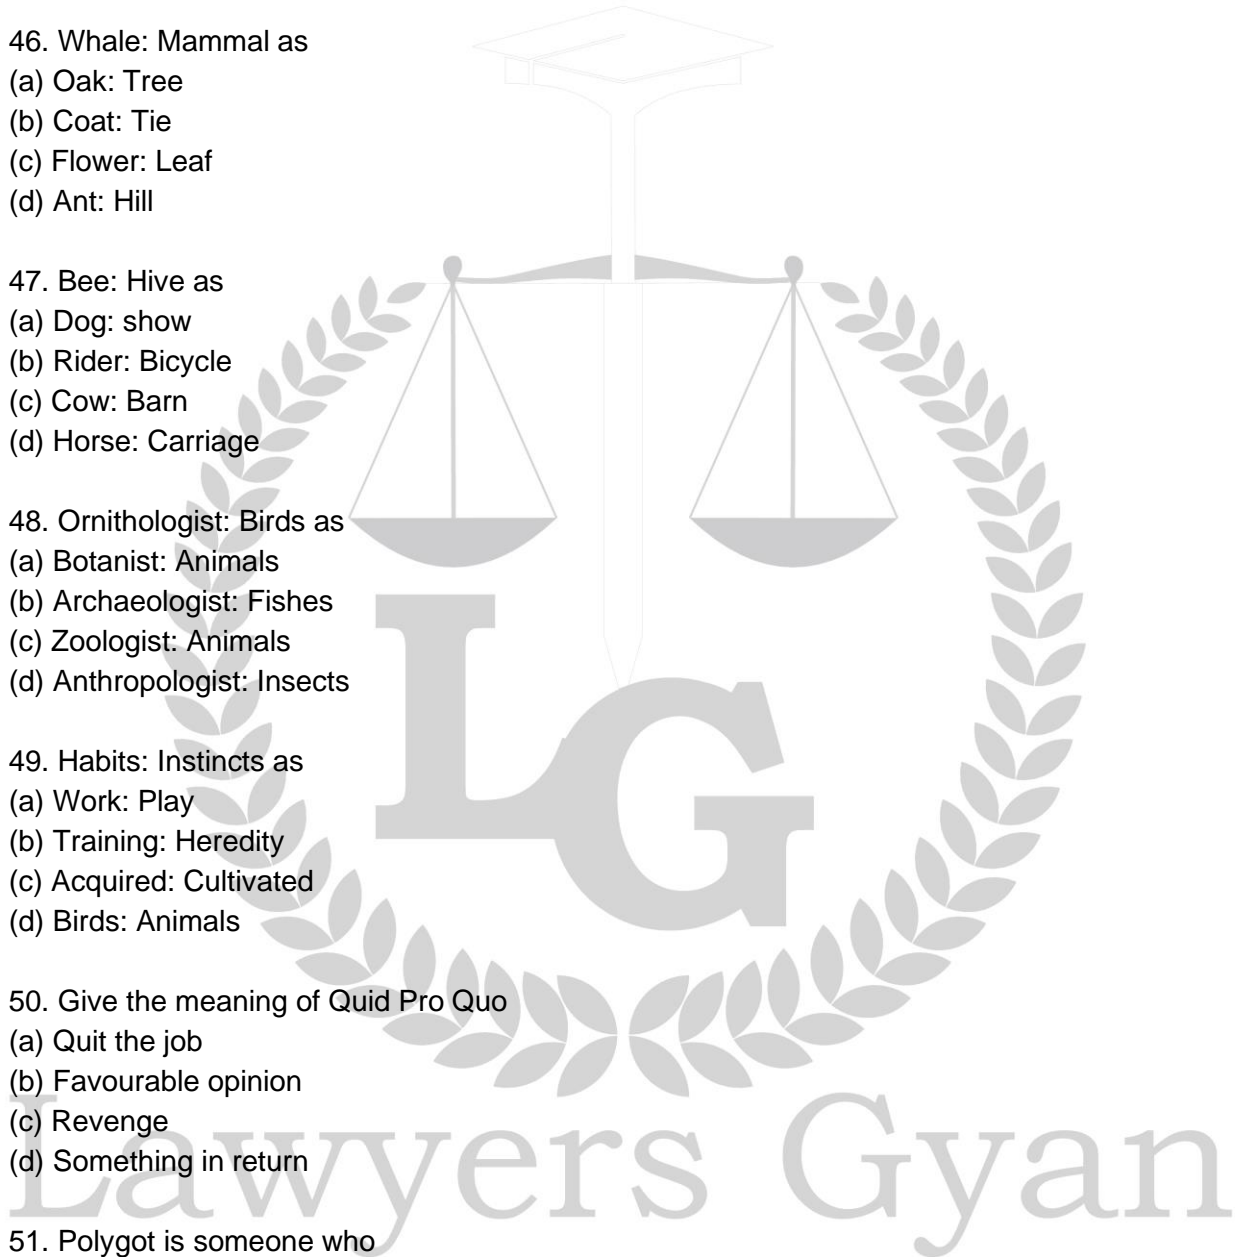 46. Whale: Mammal as
(a) Oak: Tree
(b) Coat: Tie
(c) Flower: Leaf
(d) Ant: Hill
47. Bee: Hive as
(a) Dog: show
(b) Rider: Bicycle
(c) Cow: Barn
(d) Horse: Carriage
48. Ornithologist: Birds as
(a) Botanist: Animals
(b) Archaeologist: Fishes
(c) Zoologist: Animals
(d) Anthropologist: Insects
49. Habits: Instincts as
(a) Work: Play
(b) Training: Heredity
(c) Acquired: Cultivated
(d) Birds: Animals
50. Give the meaning of Quid Pro Quo
(a) Quit the job
(b) Favourable opinion
(c) Revenge
(d) Something in return
51. Polygot is someone who
LG
Lawyers Gyan